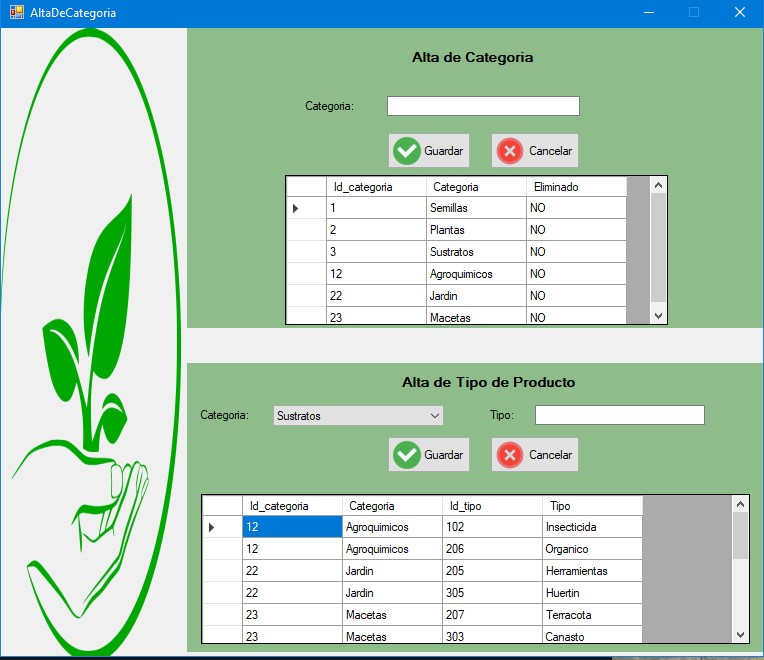 AltaDeCategoria
Alta de Categoria
Categoria:
Guardar Cancelar
Id_categoria Categoria Eliminado
1 Semillas NO
2 Plantas NO
3 Sustratos NO
12 Agroquimicos NO
22 Jardin NO
23 Macetas NO
Alta de Tipo de Producto
Categoria: Sustratos Tipo:
Guardar Cancelar
Id_categoria Categoria Id_tipo Tipo
12 Agroquimicos 102 Insecticida
12 Agroquimicos 206 Organico
22 Jardin 205 Herramientas
22 Jardin 305 Huertin
23 Macetas 207 Terracota
23 Macetas 303 Canasto